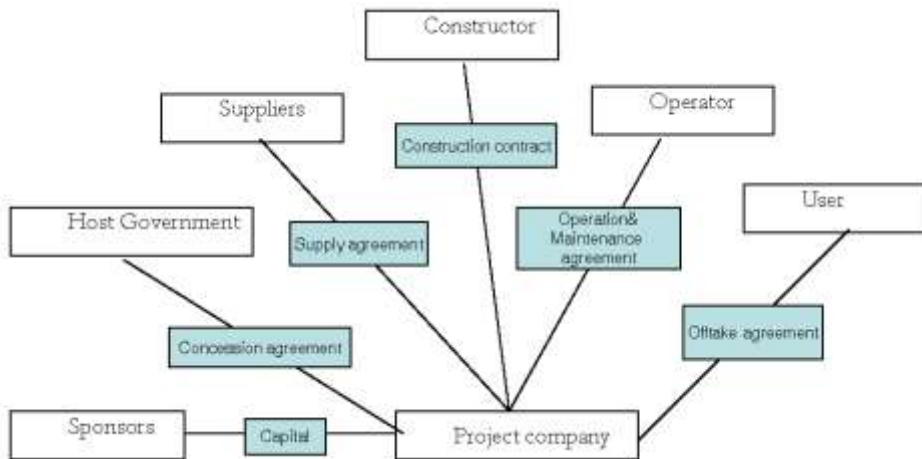 Constructor
Suppliers
Operator
Construction contract
User
Host Government
Supply agreement
Operation&
Maintenance
agreement
Concession agreement
Offtake agreement
Sponsors
Capital
Project company